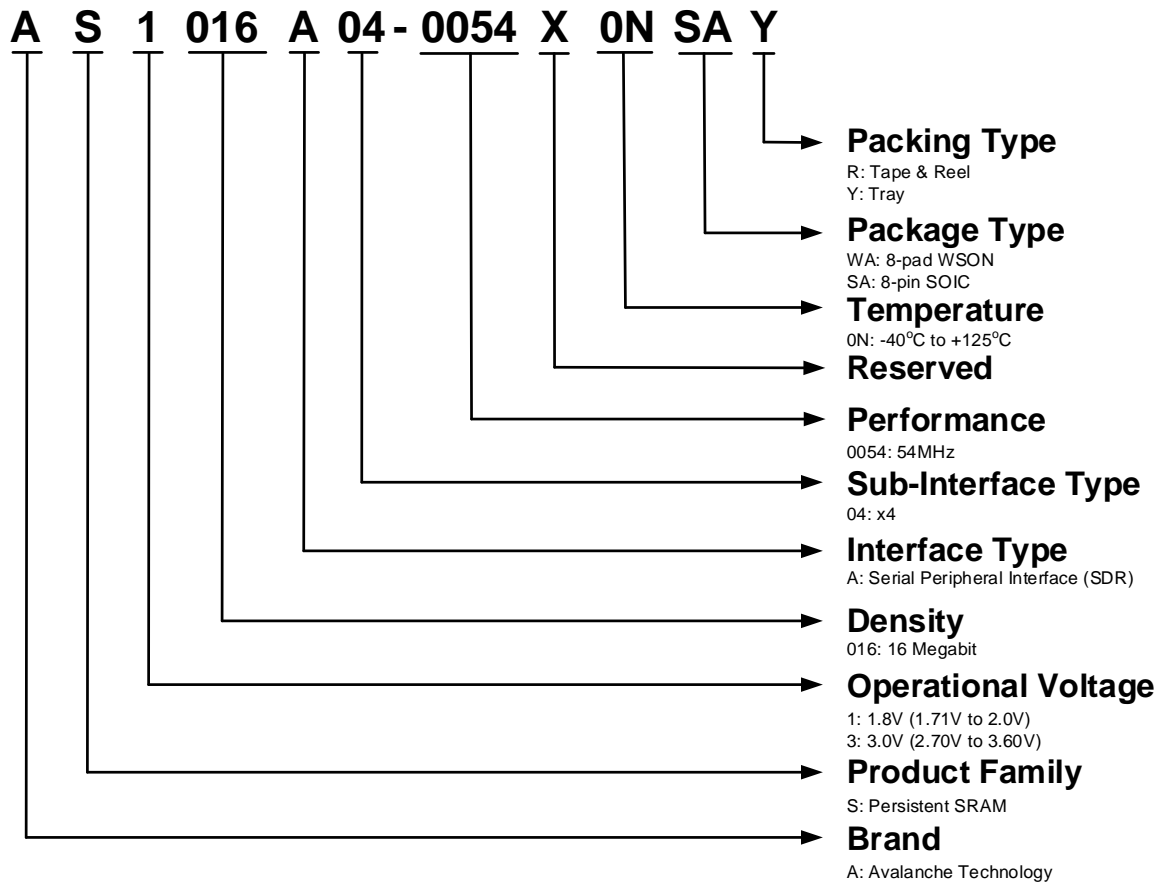 A S 1 016 A 04 - 0054 X 0N SA Y
Packing Type
R: Tape & Reel
Y: Tray
Package Type
WA: 8-pad WSON
SA: 8-pin SOIC
Temperature
0N: -40°C to +125°C
Reserved
Performance
0054: 54MHz
Sub-Interface Type
04: x4
Interface Type
A: Serial Peripheral Interface (SDR)
Density
016: 16 Megabit
Operational Voltage
1: 1.8V (1.71V to 2.0V)
3: 3.0V (2.70V to 3.60V)
Product Family
S: Persistent SRAM
Brand
A: Avalanche Technology